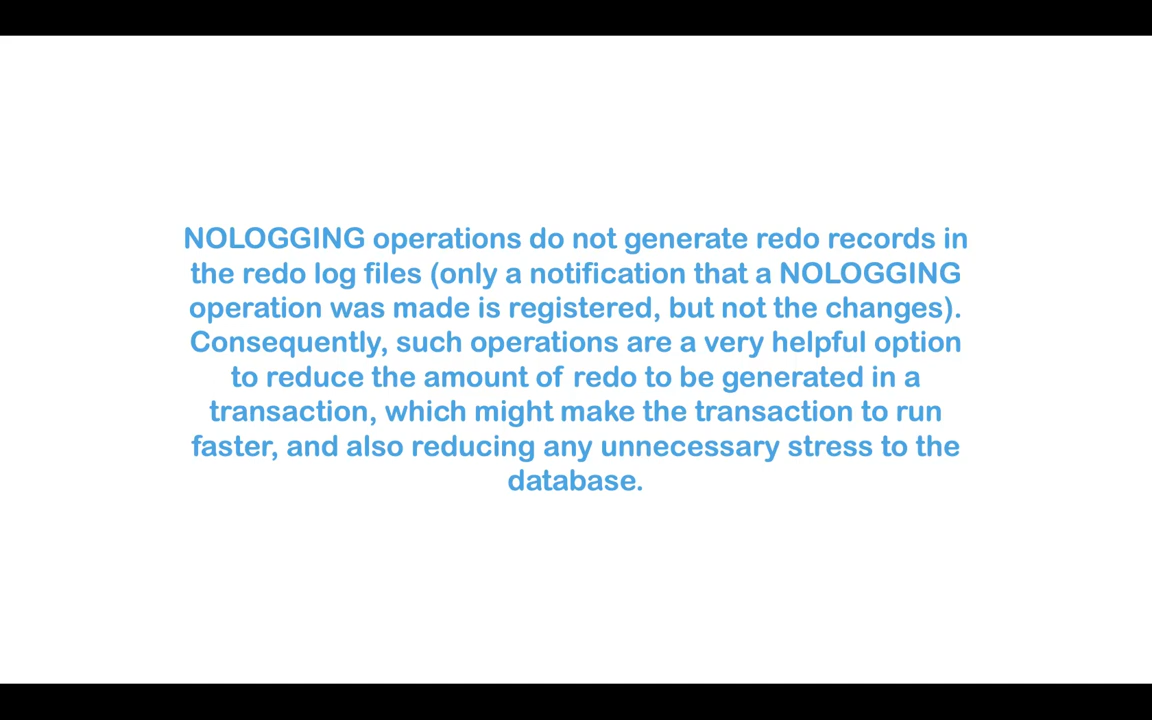 NOLOGGING operations do not generate redo records in
the redo log files (only a notification that a NOLOGGING
operation was made is registered, but not the changes).
Consequently, such operations are a very helpful option
to reduce the amount of redo to be generated in a
transaction, which might make the transaction to run
faster, and also reducing any unnecessary stress to the
database.